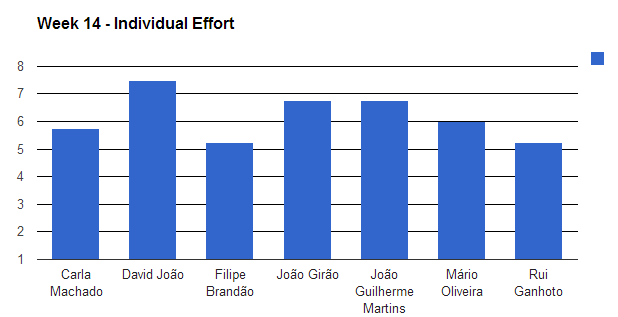 Week 14 - Individual Effort
8
7
6
5
4
3
2
1
Carla
Machado
David João
Filipe
Brandão
João Girão
João
Guilherme
Martins
Mário
Oliveira
Rui
Ganhoto